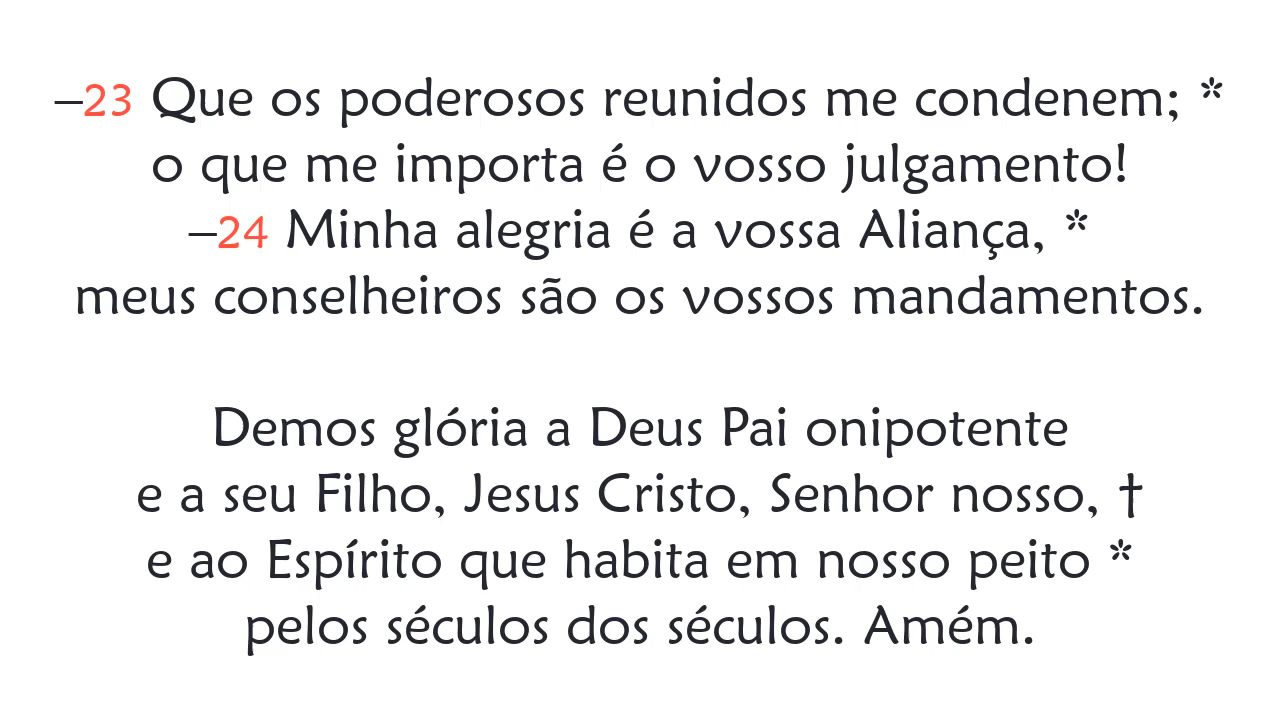 –23 Que os poderosos reunidos me condenem; *
o que me importa é o vosso julgamento!
–24 Minha alegria é a vossa Aliança, *
meus conselheiros são os vossos mandamentos.
Demos glória a Deus Pai onipotente
e a seu Filho, Jesus Cristo, Senhor nosso, †
e ao Espírito que habita em nosso peito *
pelos séculos dos séculos. Amém.